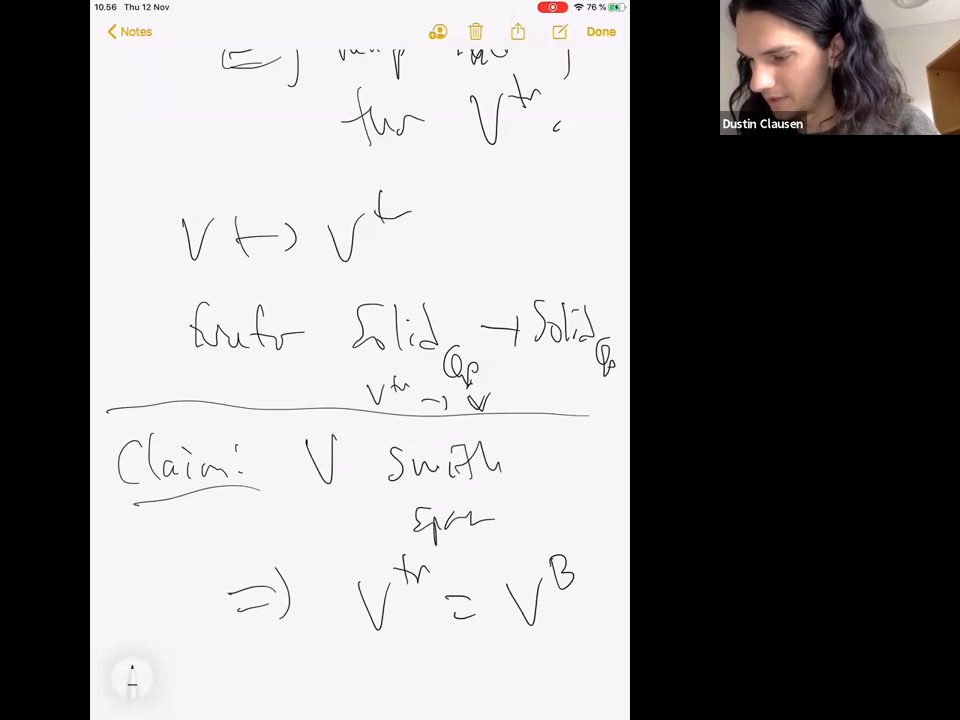 10.56 Thu 12 Nov
76 %
Notes
Done
Dustin Clausen
for V^tr .
V ↦ V^tr
functor Solid_Qp → Solid_Qp
V^tr → V
Claim: V Smith
space
⇒ V^tr = V^B